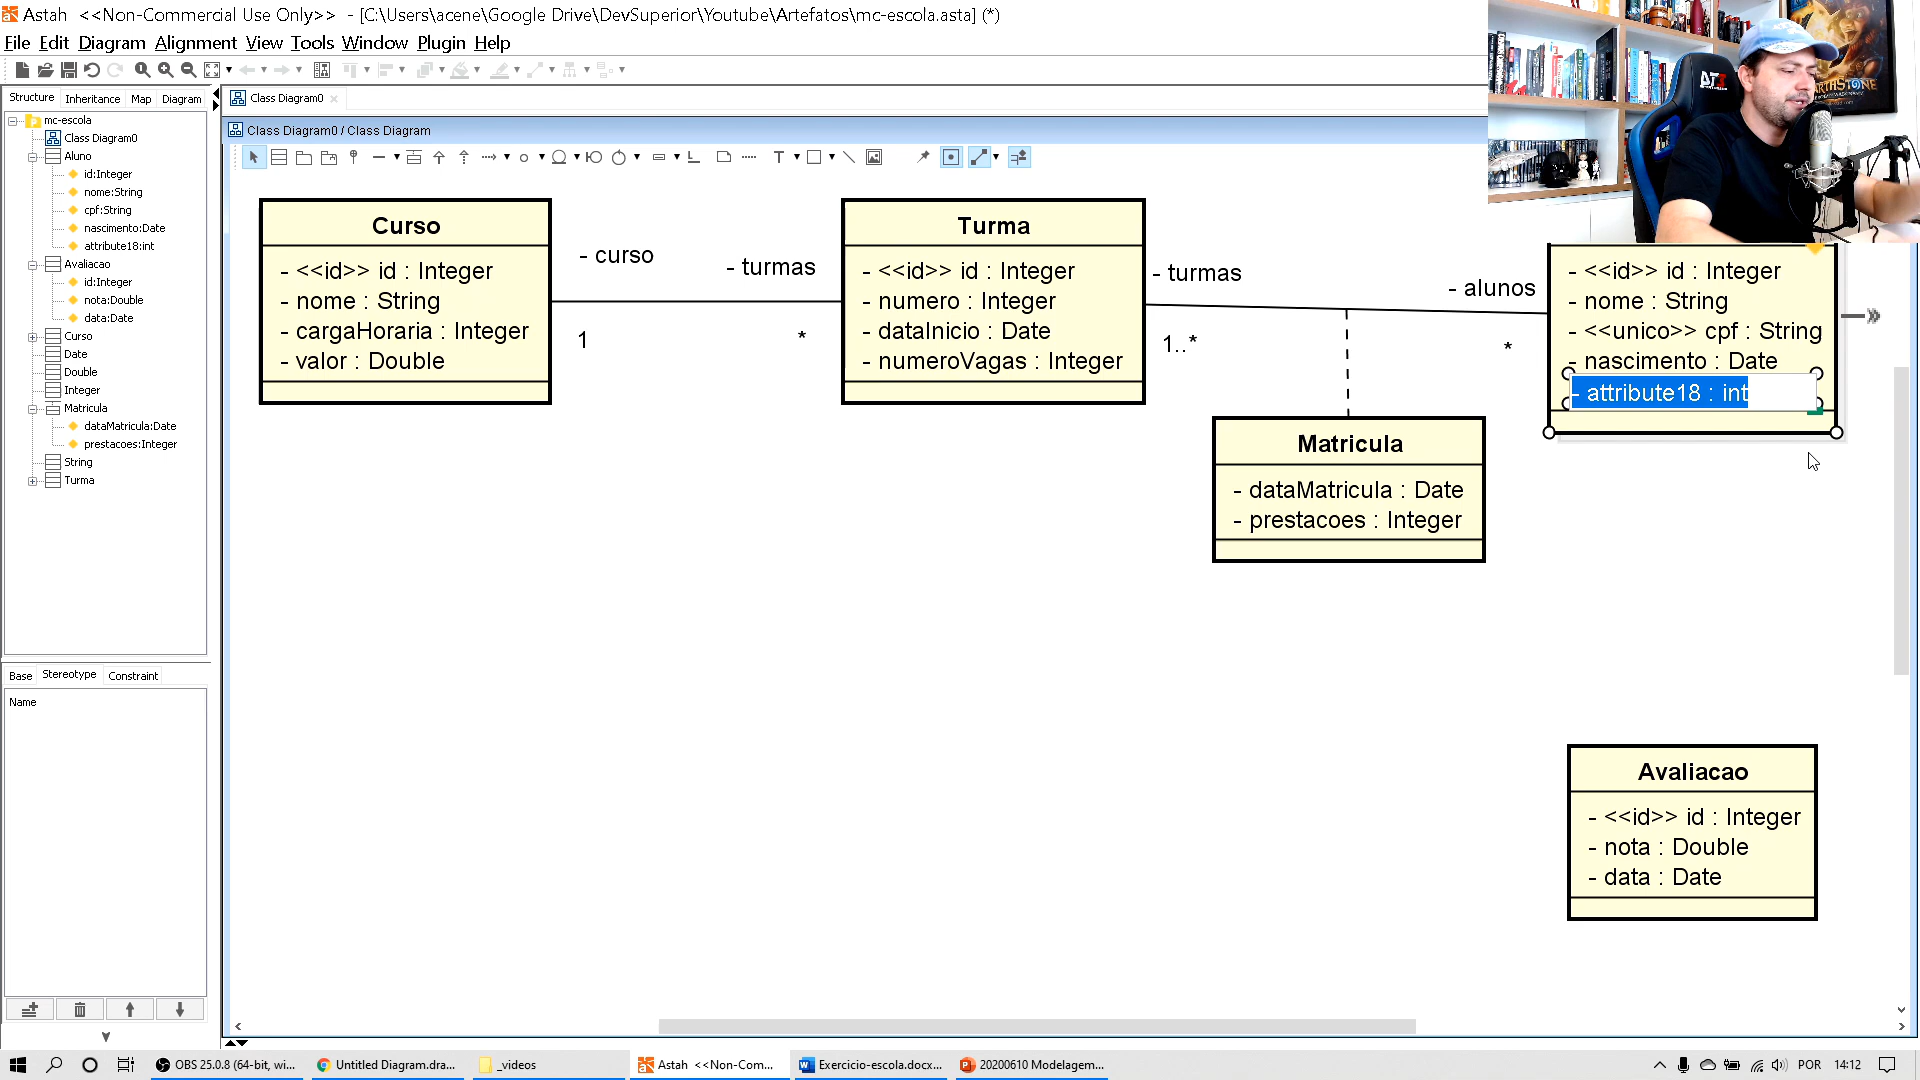 Astah <<Non-Commercial Use Only>> - [C:\Users\acene\Google Drive\DevSuperior\Youtube\Artefatos\mc-escola.asta] (*)
File Edit Diagram Alignment View Tools Window Plugin Help
Structure Inheritance Map Diagram
mc-escola
Class Diagram0
Aluno
id:Integer
nome:String
cpf:String
nascimento:Date
attribute18:int
Avaliacao
id:Integer
nota:Double
data:Date
Curso
Date
Double
Integer
Matricula
dataMatricula:Date
prestacoes:Integer
String
Turma
Base Stereotype Constraint
Name
Class Diagram0
Class Diagram0 / Class Diagram
Curso
- <<id>> id : Integer
- nome : String
- cargaHoraria : Integer
- valor : Double
- curso
1
- turmas
*
Turma
- <<id>> id : Integer
- numero : Integer
- dataInicio : Date
- numeroVagas : Integer
- turmas
1..*
- alunos
*
- <<id>> id : Integer
- nome : String
- <<unico>> cpf : String
- nascimento : Date
- attribute18 : int
Matricula
- dataMatricula : Date
- prestacoes : Integer
Avaliacao
- <<id>> id : Integer
- nota : Double
- data : Date
OBS 25.0.8 (64-bit, wi...
Untitled Diagram.dra...
_videos
Astah <<Non-Com...
Exercicio-escola.docx...
20200610 Modelagem...
POR
14:12